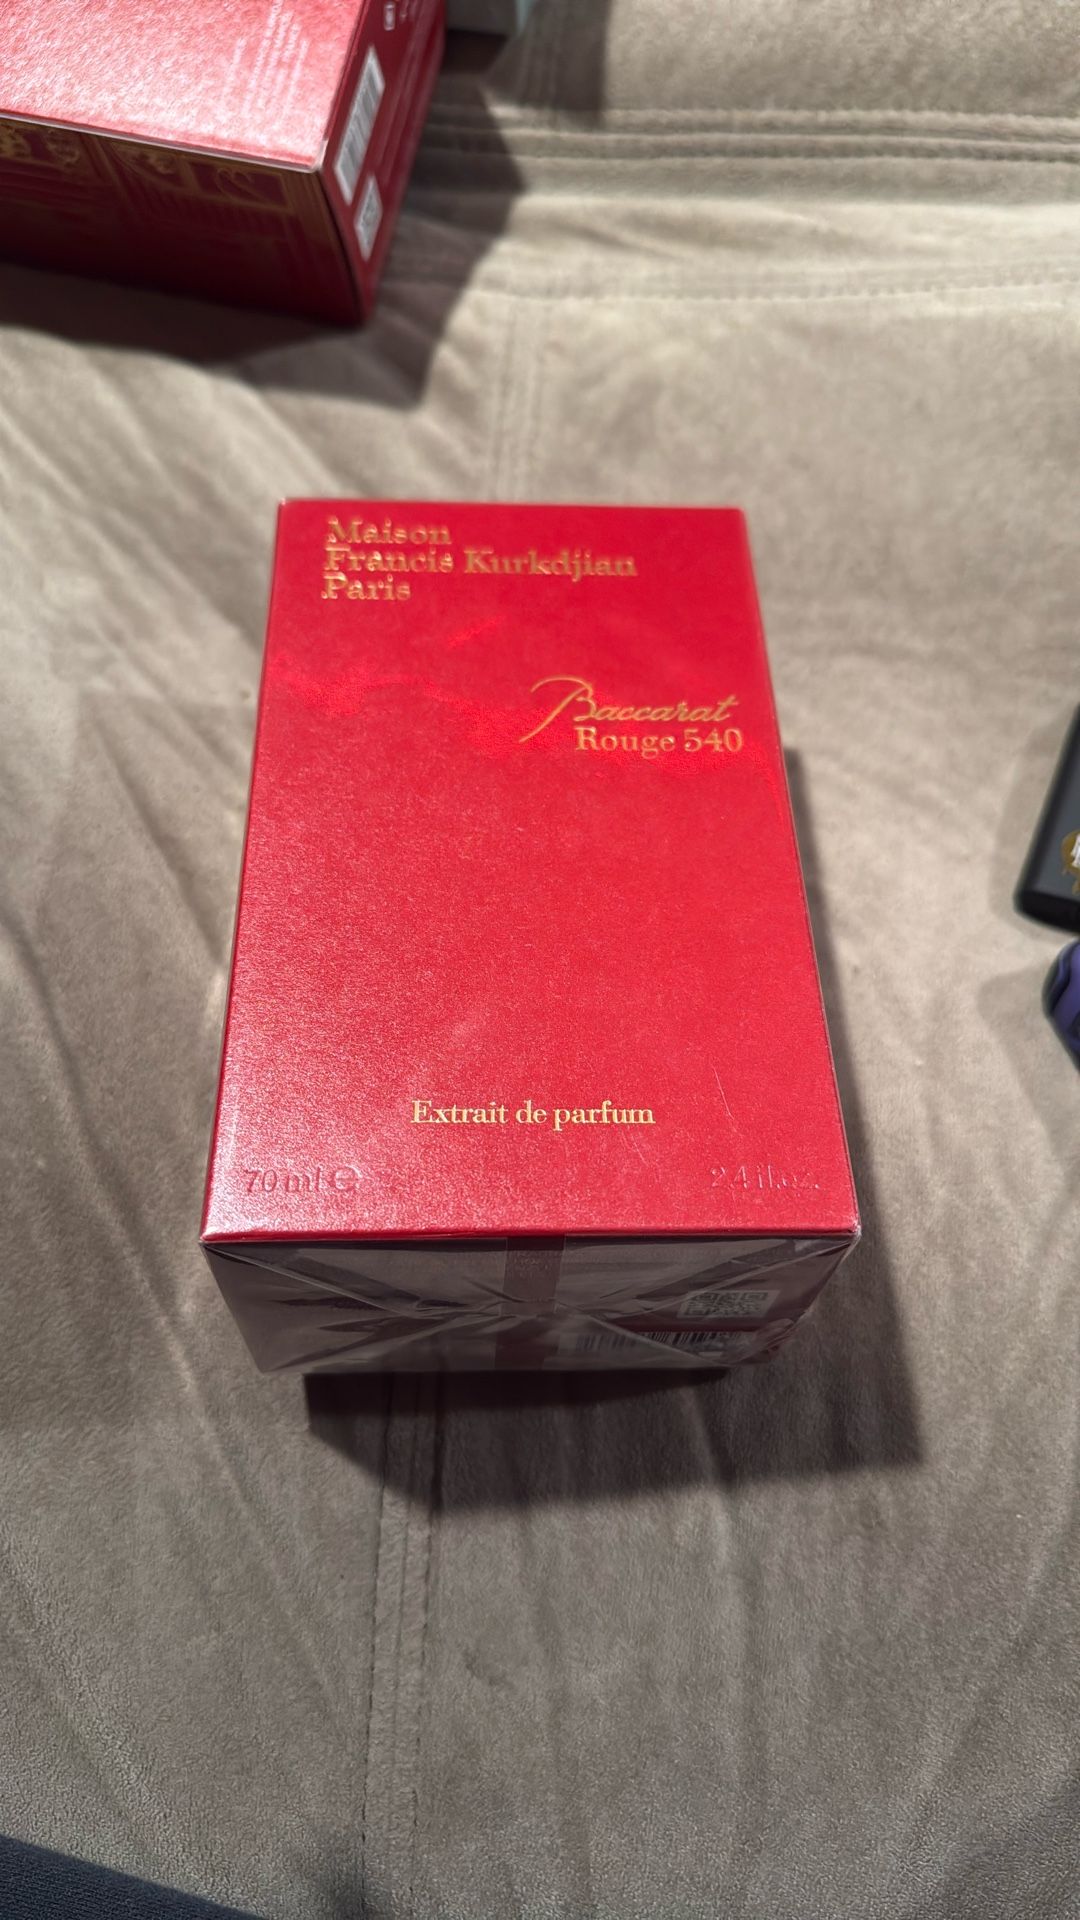 Maison
Francis Kurkdjian
Paris
Baccarat
Rouge 540
Extrait de parfum
70 ml ℮
2.4 fl.oz.